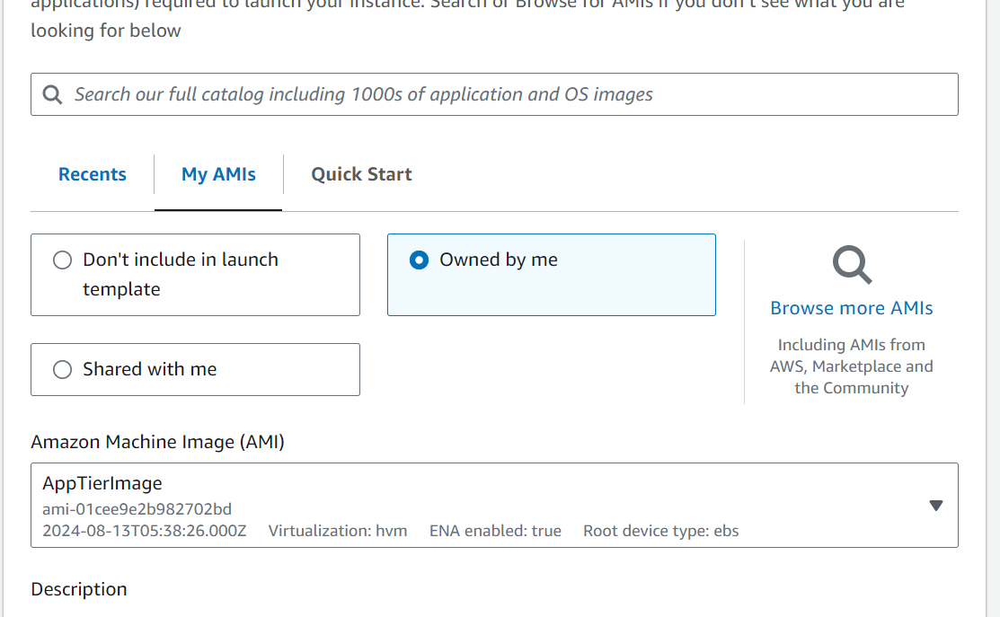 applications) required to launch your instance. Search or Browse for AMIs if you don't see what you are
looking for below
Search our full catalog including 1000s of application and OS images
Recents
My AMIs
Quick Start
Don't include in launch
template
Owned by me
Shared with me
Browse more AMIs
Including AMIs from
AWS, Marketplace and
the Community
Amazon Machine Image (AMI)
AppTierImage
ami-01cee9e2b982702bd
2024-08-13T05:38:26.000Z Virtualization: hvm ENA enabled: true Root device type: ebs
Description